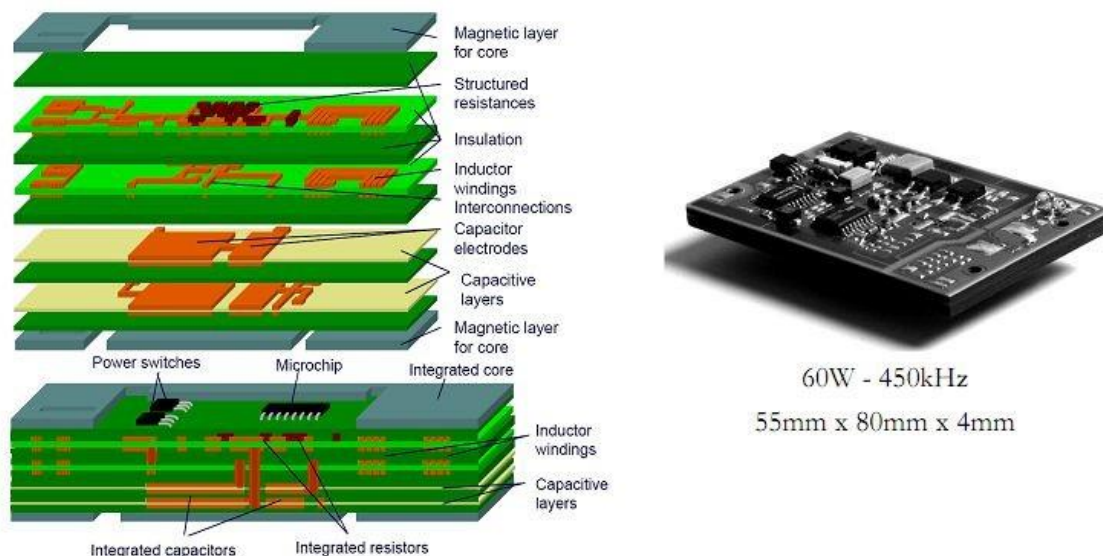 Magnetic layer
for core
Structured
resistances
Insulation
Inductor
windings
Interconnections
Capacitor
electrodes
Capacitive
layers
Magnetic layer
for core
Power switches
Microchip
Integrated core
Inductor
windings
Capacitive
layers
Integrated capacitors
Integrated resistors
60W - 450kHz
55mm x 80mm x 4mm